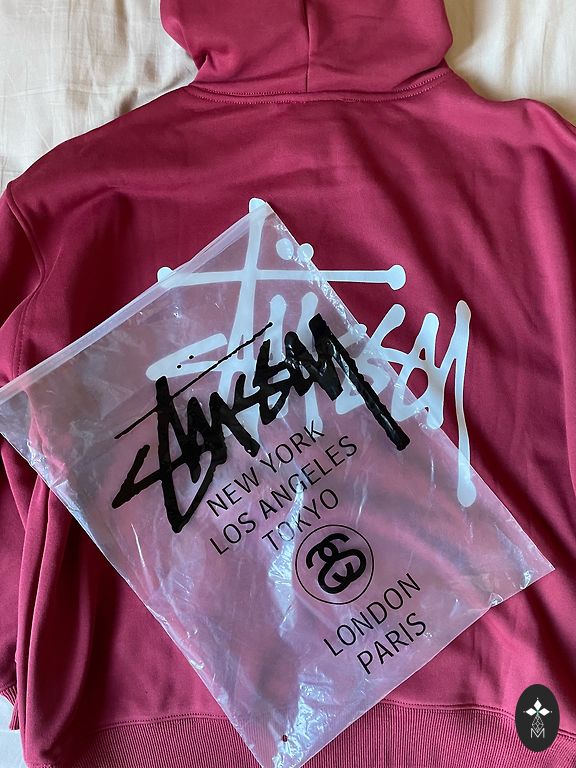 Stüssy
Stüssy
NEW YORK
LOS ANGELES
TOKYO
SS
LONDON
PARIS